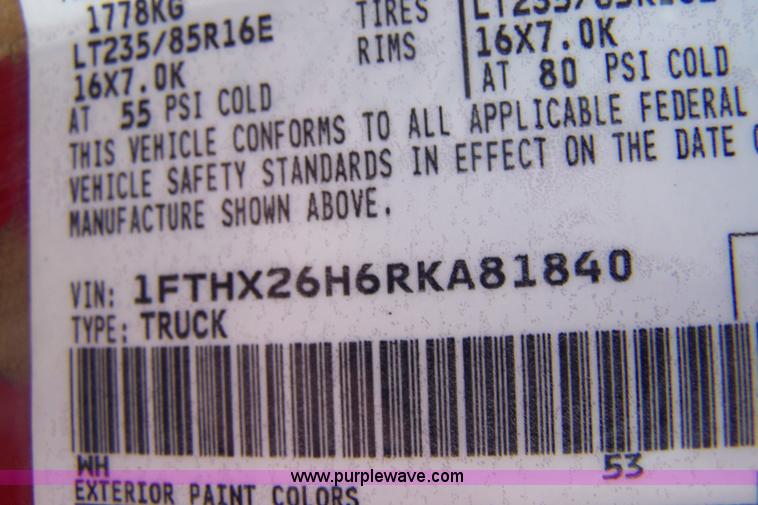 1778KG
LT235/85R16E
16X7.0K
AT 55 PSI COLD
TIRES
RIMS
16X7.0K
AT 80 PSI COLD
THIS VEHICLE CONFORMS TO ALL APPLICABLE FEDERAL
VEHICLE SAFETY STANDARDS IN EFFECT ON THE DATE
MANUFACTURE SHOWN ABOVE.
VIN: 1FTHX26H6RKA81840
TYPE: TRUCK
WH 53
www.purplewave.com
EXTERIOR PAINT COLORS